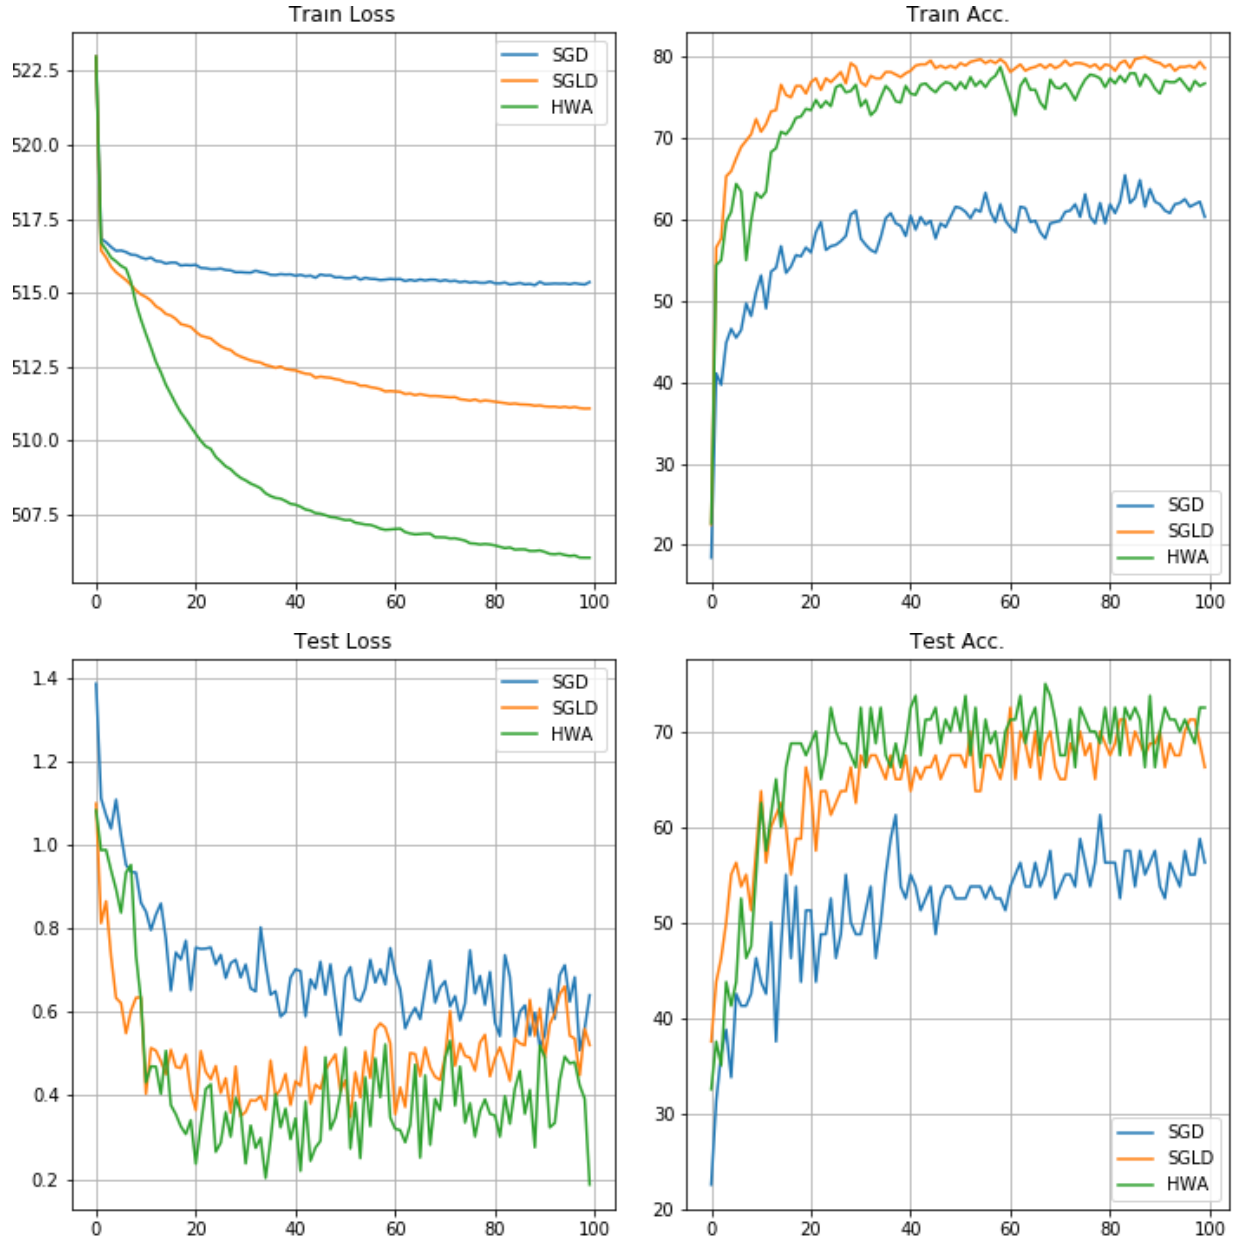 Train Loss
522.5
520.0
517.5
515.0
512.5
510.0
507.5
0 20 40 60 80 100
SGD
SGLD
HWA
Train Acc.
80
70
60
50
40
30
20
0 20 40 60 80 100
SGD
SGLD
HWA
Test Loss
1.4
1.2
1.0
0.8
0.6
0.4
0.2
0 20 40 60 80 100
SGD
SGLD
HWA
Test Acc.
70
60
50
40
30
20
0 20 40 60 80 100
SGD
SGLD
HWA